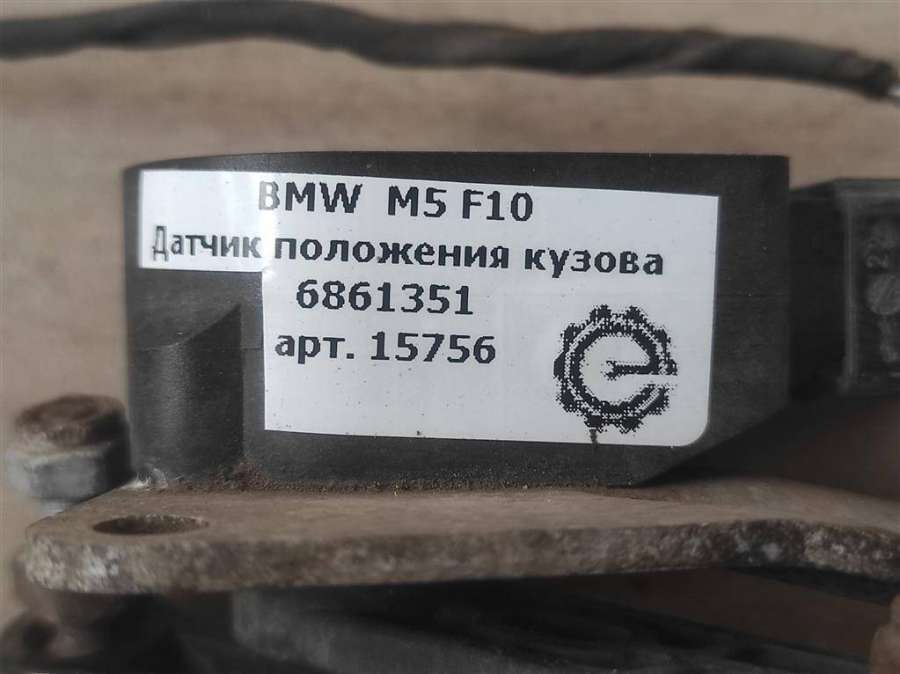 BMW M5 F10
Датчик положения кузова
6861351
арт. 15756